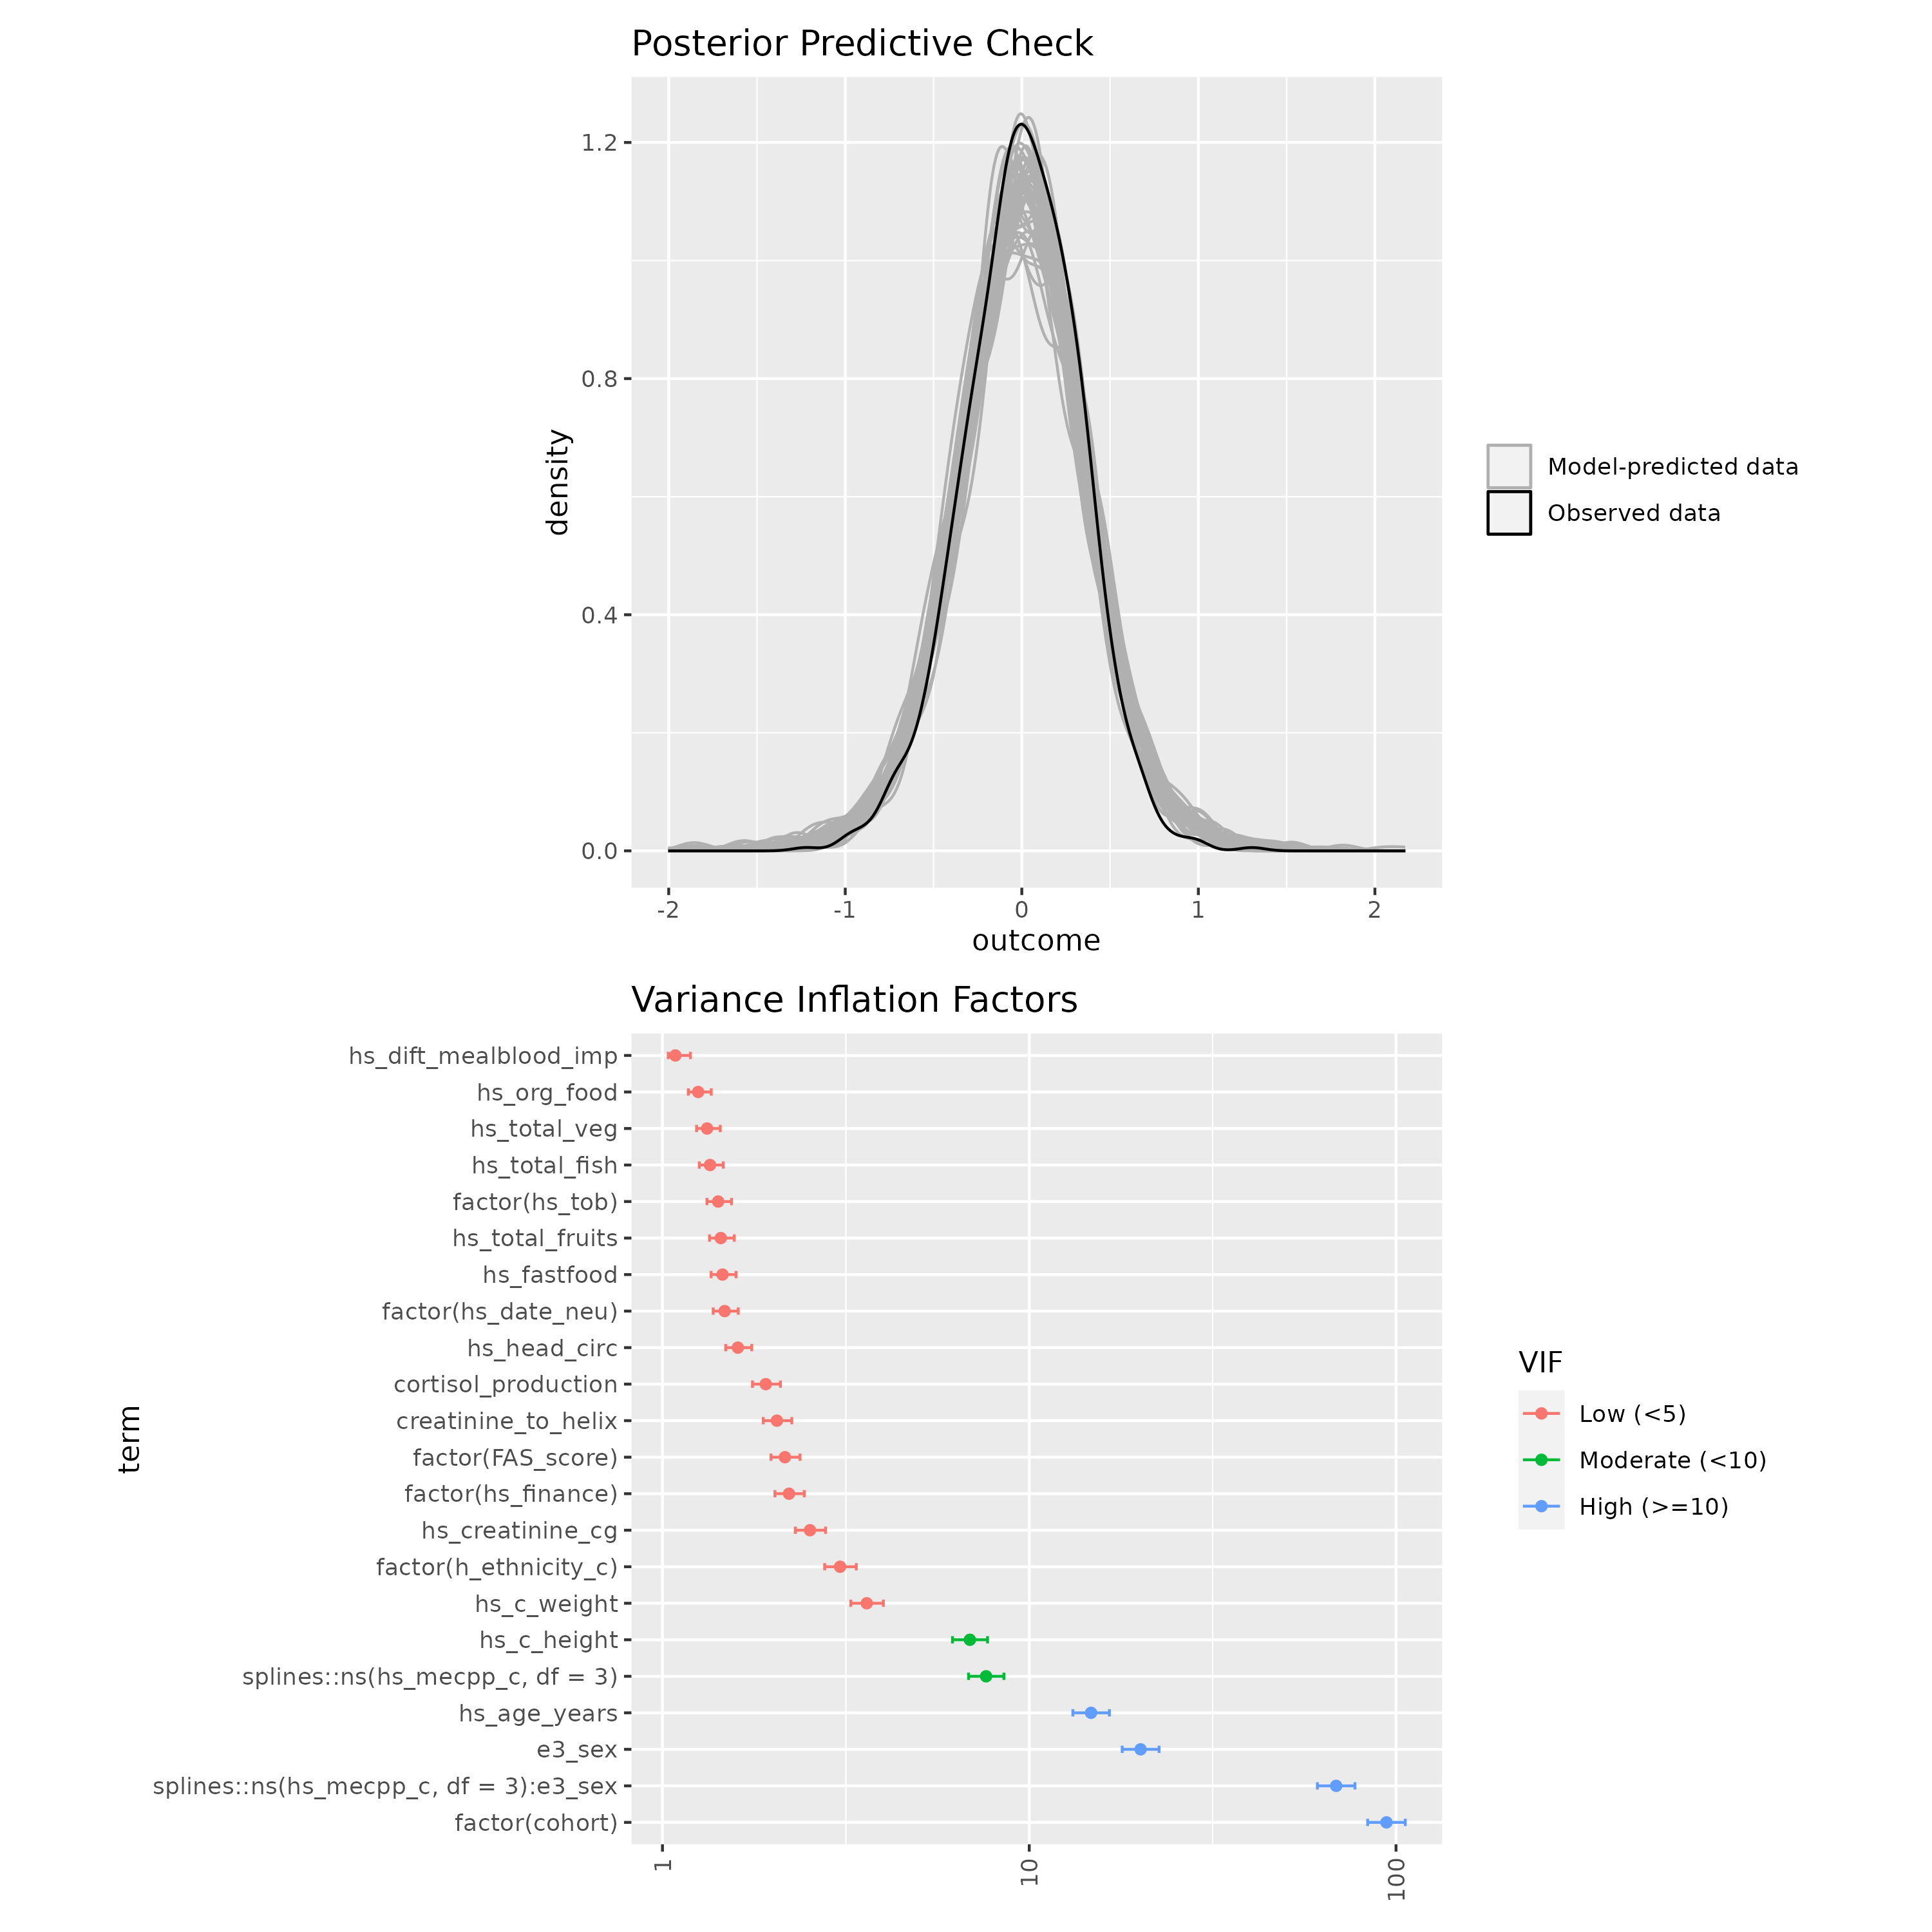 Posterior Predictive Check
1.2
0.8
0.4
0.0
density
-2
-1
0
1
2
outcome
Model-predicted data
Observed data
Variance Inflation Factors
hs_dift_mealblood_imp
hs_org_food
hs_total_veg
hs_total_fish
factor(hs_tob)
hs_total_fruits
hs_fastfood
factor(hs_date_neu)
hs_head_circ
cortisol_production
creatinine_to_helix
factor(FAS_score)
factor(hs_finance)
hs_creatinine_cg
factor(h_ethnicity_c)
hs_c_weight
hs_c_height
splines::ns(hs_mecpp_c, df = 3)
hs_age_years
e3_sex
splines::ns(hs_mecpp_c, df = 3):e3_sex
factor(cohort)
term
1
10
100
VIF
Low (<5)
Moderate (<10)
High (>=10)